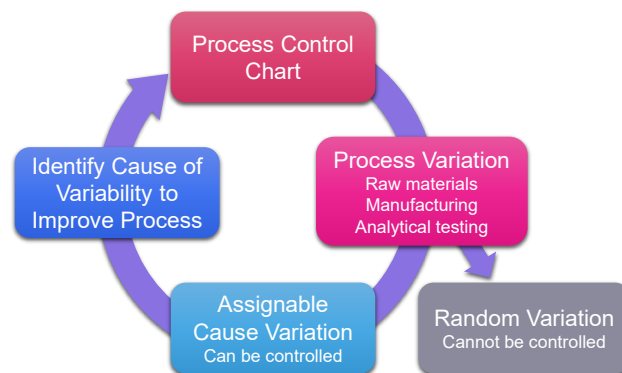 Process Control
Chart
Process Variation
Raw materials
Manufacturing
Analytical testing
Random Variation
Cannot be controlled
Assignable
Cause Variation
Can be controlled
Identify Cause of
Variability to
Improve Process